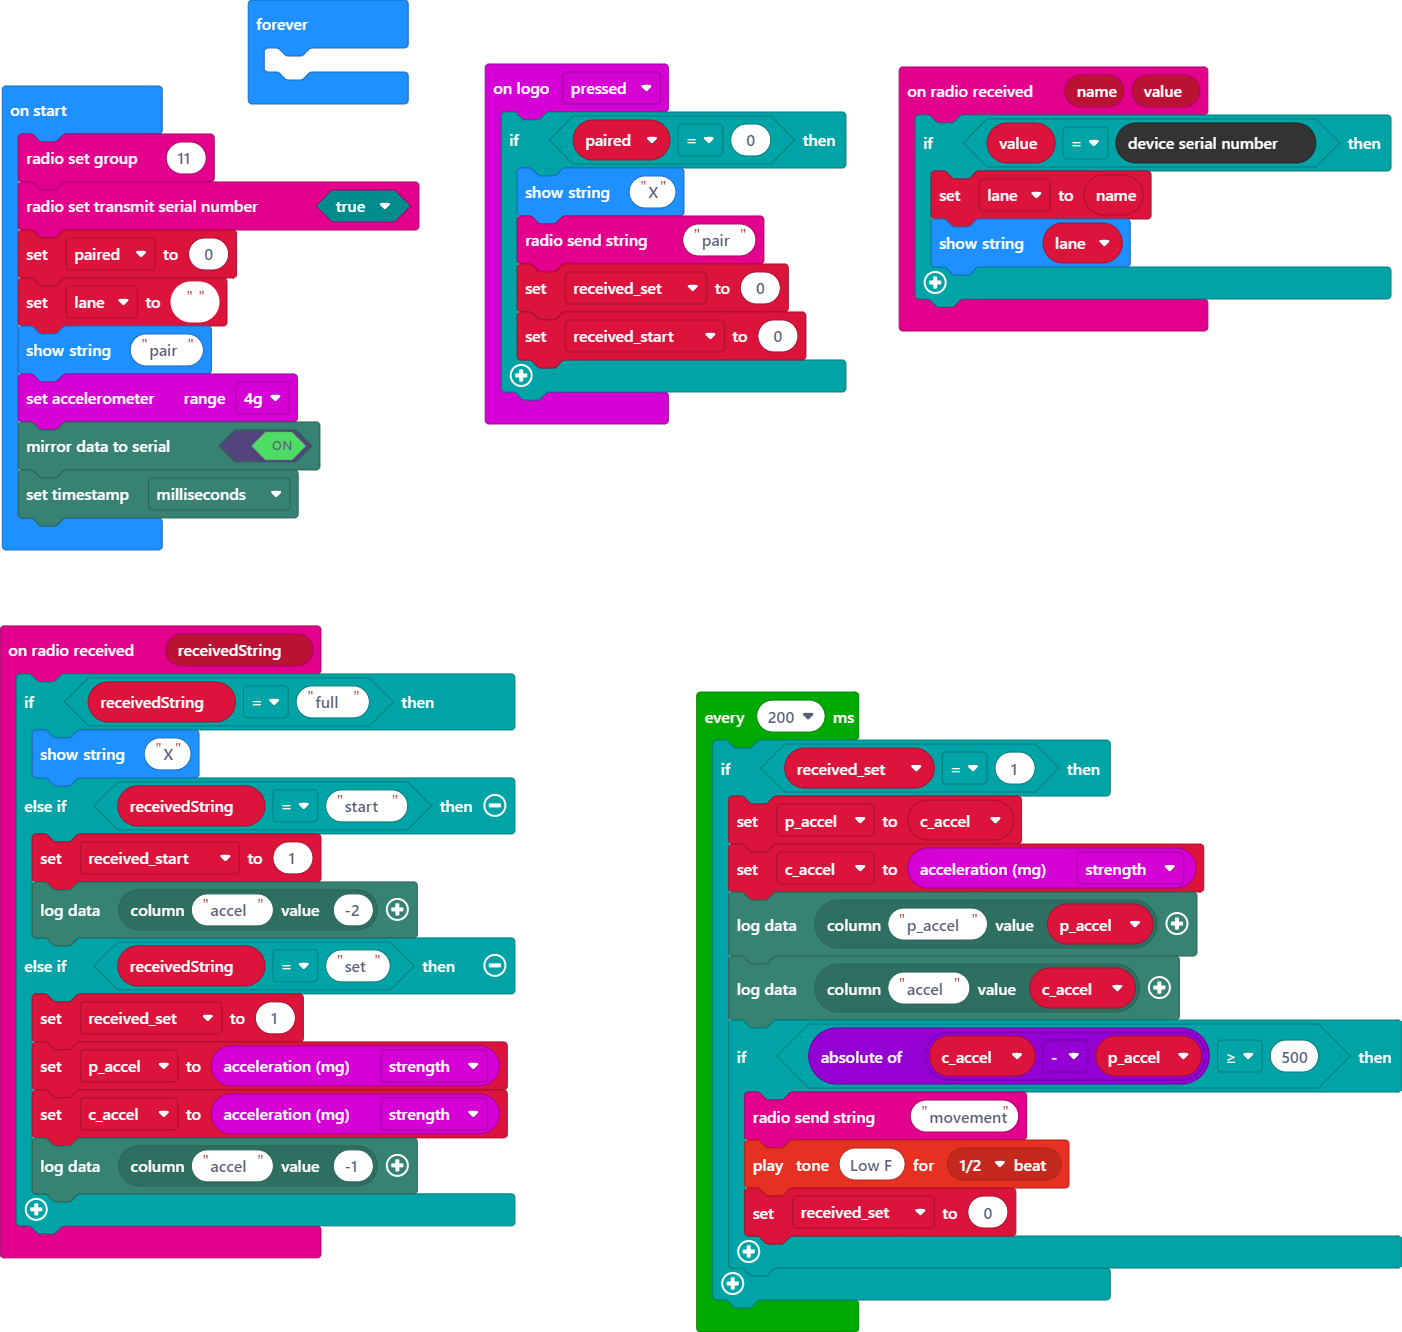 forever
on start
radio set group 11
radio set transmit serial number true
set paired to 0
set lane to " "
show string "pair "
set accelerometer range 4g
mirror data to serial ON
set timestamp milliseconds
on logo pressed
if paired = 0 then
show string "X"
radio send string "pair "
set received_set to 0
set received_start to 0
on radio received name value
if value = device serial number then
set lane to name
show string lane
on radio received receivedString
if receivedString = "full " then
show string "X"
else if receivedString = "start " then
set received_start to 1
log data column "accel " value -2
else if receivedString = "set " then
set received_set to 1
set p_accel to acceleration (mg) strength
set c_accel to acceleration (mg) strength
log data column "accel " value -1
every 200 ms
if received_set = 1 then
set p_accel to c_accel
set c_accel to acceleration (mg) strength
log data column "p_accel " value p_accel
log data column "accel " value c_accel
if absolute of c_accel - p_accel ≥ 500 then
radio send string "movement"
play tone Low F for 1/2 beat
set received_set to 0